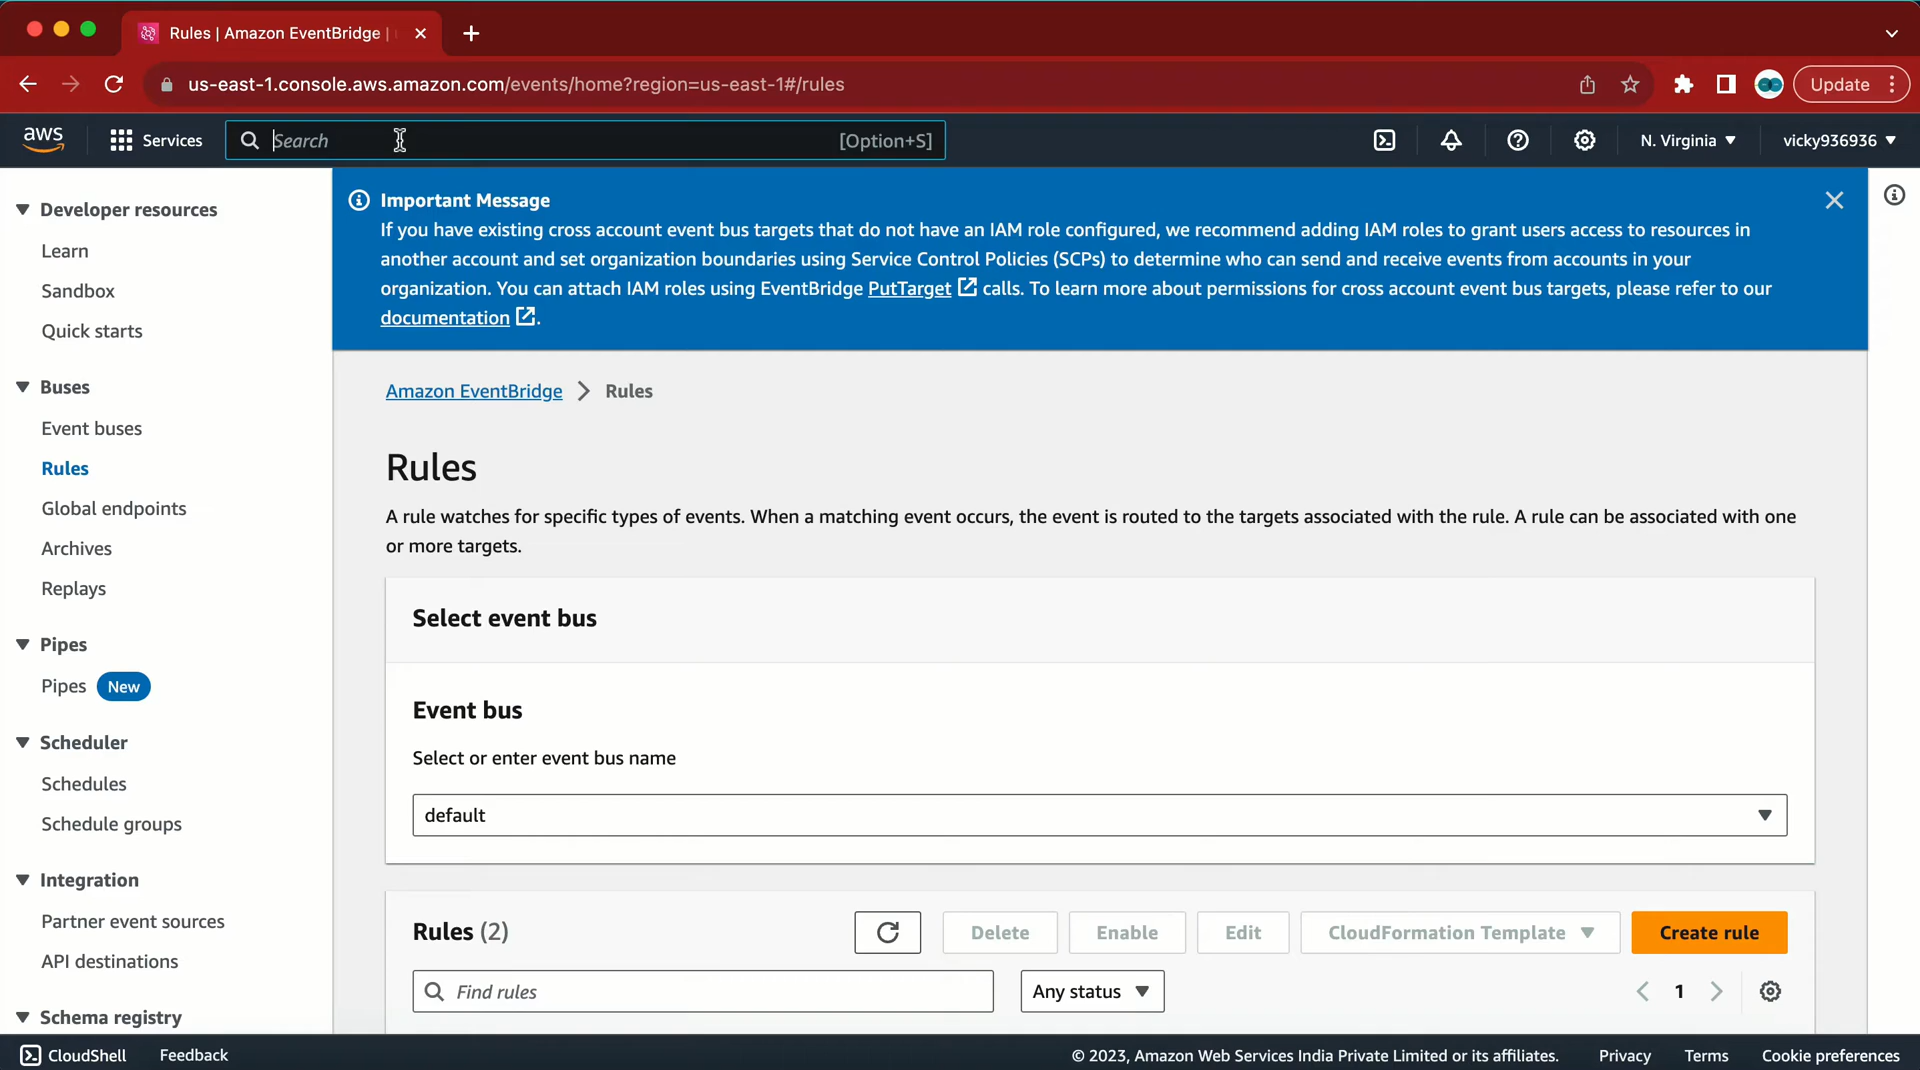 Rules | Amazon EventBridge |
us-east-1.console.aws.amazon.com/events/home?region=us-east-1#/rules
Update
aws
Services
Search
[Option+S]
N. Virginia
vicky936936
Developer resources
Learn
Sandbox
Quick starts
Buses
Event buses
Rules
Global endpoints
Archives
Replays
Pipes
Pipes New
Scheduler
Schedules
Schedule groups
Integration
Partner event sources
API destinations
Schema registry
Important Message
If you have existing cross account event bus targets that do not have an IAM role configured, we recommend adding IAM roles to grant users access to resources in
another account and set organization boundaries using Service Control Policies (SCPs) to determine who can send and receive events from accounts in your
organization. You can attach IAM roles using EventBridge PutTarget calls. To learn more about permissions for cross account event bus targets, please refer to our
documentation .
Amazon EventBridge
Rules
Rules
A rule watches for specific types of events. When a matching event occurs, the event is routed to the targets associated with the rule. A rule can be associated with one
or more targets.
Select event bus
Event bus
Select or enter event bus name
default
Rules (2)
Delete
Enable
Edit
CloudFormation Template
Create rule
Find rules
Any status
1
CloudShell
Feedback
© 2023, Amazon Web Services India Private Limited or its affiliates.
Privacy
Terms
Cookie preferences